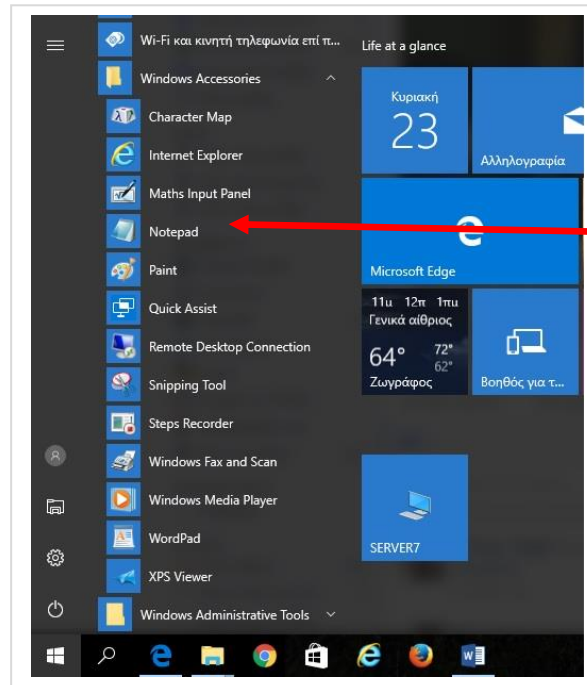 Wi-Fi και κινητή τηλεφωνία επί π...
Windows Accessories
Character Map
Internet Explorer
Maths Input Panel
Notepad
Paint
Quick Assist
Remote Desktop Connection
Snipping Tool
Steps Recorder
Windows Fax and Scan
Windows Media Player
WordPad
XPS Viewer
Windows Administrative Tools
Life at a glance
Κυριακή
23
Αλληλογραφία
Microsoft Edge
11μ 12π 1πμ
Γενικά αίθριος
64° 72°
62°
Ζωγράφος
Βοηθός για τ...
SERVER7